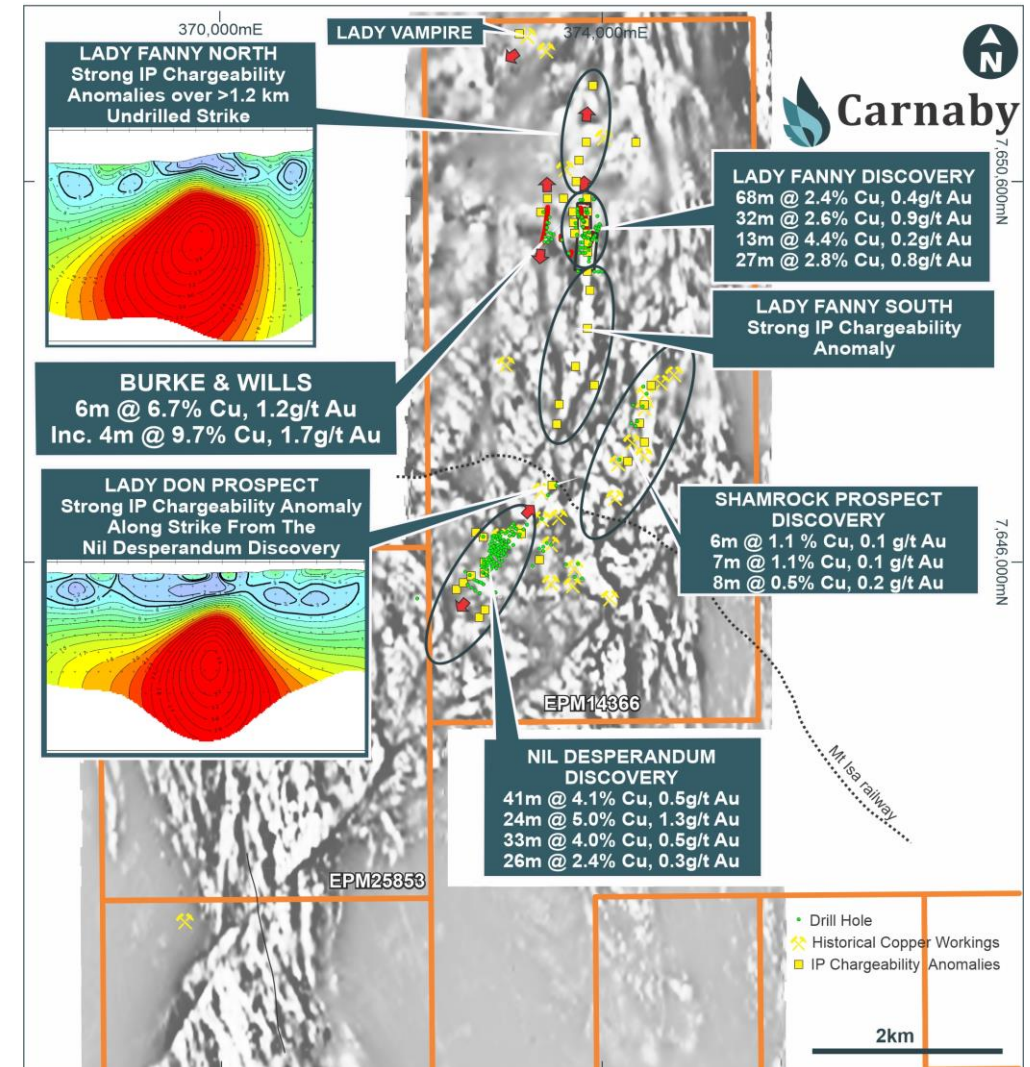 370,000mE
374,000mE
LADY VAMPIRE
N
Carnaby
LADY FANNY NORTH
Strong IP Chargeability
Anomalies over >1.2 km
Undrilled Strike
7,650,600mN
LADY FANNY DISCOVERY
68m @ 2.4% Cu, 0.4g/t Au
32m @ 2.6% Cu, 0.9g/t Au
13m @ 4.4% Cu, 0.2g/t Au
27m @ 2.8% Cu, 0.8g/t Au
LADY FANNY SOUTH
Strong IP Chargeability
Anomaly
BURKE & WILLS
6m @ 6.7% Cu, 1.2g/t Au
Inc. 4m @ 9.7% Cu, 1.7g/t Au
LADY DON PROSPECT
Strong IP Chargeability Anomaly
Along Strike From The
Nil Desperandum Discovery
SHAMROCK PROSPECT
DISCOVERY
6m @ 1.1 % Cu, 0.1 g/t Au
7m @ 1.1% Cu, 0.1 g/t Au
8m @ 0.5% Cu, 0.2 g/t Au
7,646,000mN
EPM14366
NIL DESPERANDUM
DISCOVERY
41m @ 4.1% Cu, 0.5g/t Au
24m @ 5.0% Cu, 1.3g/t Au
33m @ 4.0% Cu, 0.5g/t Au
26m @ 2.4% Cu, 0.3g/t Au
Mt Isa railway
EPM25853
Drill Hole
Historical Copper Workings
IP Chargeability Anomalies
2km